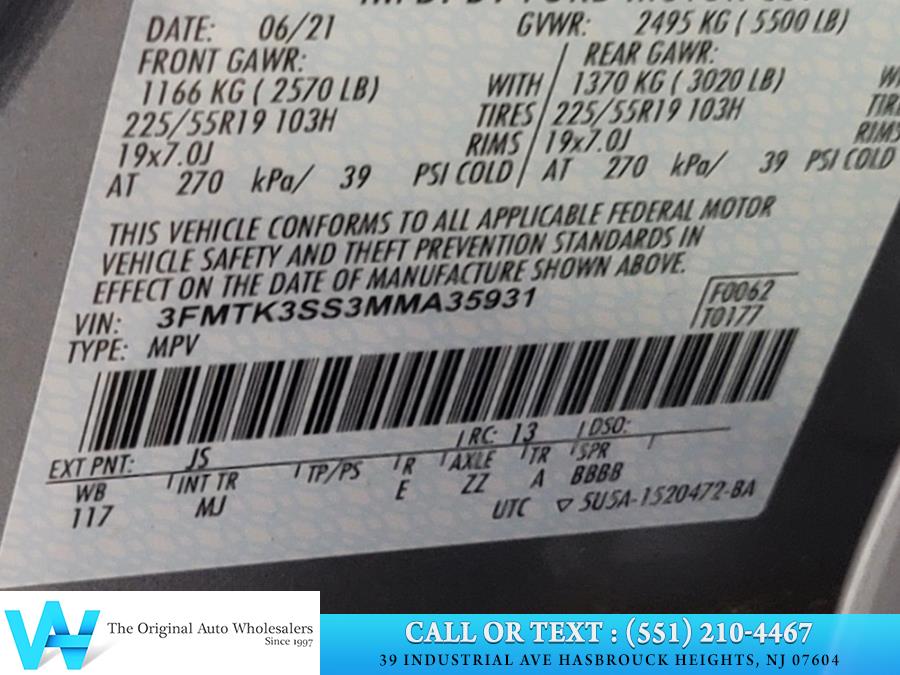 DATE: 06/21 GVWR: 2495 KG ( 5500 LB)
FRONT GAWR: REAR GAWR:
1166 KG ( 2570 LB) WITH 1370 KG ( 3020 LB)
225/55R19 103H TIRES 225/55R19 103H
19x7.0J RIMS 19x7.0J RIMS
AT 270 kPa/ 39 PSI COLD AT 270 kPa/ 39 PSI COLD
THIS VEHICLE CONFORMS TO ALL APPLICABLE FEDERAL MOTOR
VEHICLE SAFETY AND THEFT PREVENTION STANDARDS IN
EFFECT ON THE DATE OF MANUFACTURE SHOWN ABOVE.
VIN: 3FMTK3SS3MMA35931 F0062
TYPE: MPV T0177
EXT PNT: JS RC: 13 DSO:
WB INT TR TP/PS R AXLE TR SPR
117 MJ E ZZ A BBBB
UTC ▽ 5U5A-1520472-BA
W The Original Auto Wholesalers
Since 1997
CALL OR TEXT : (551) 210-4467
39 INDUSTRIAL AVE HASBROUCK HEIGHTS, NJ 07604